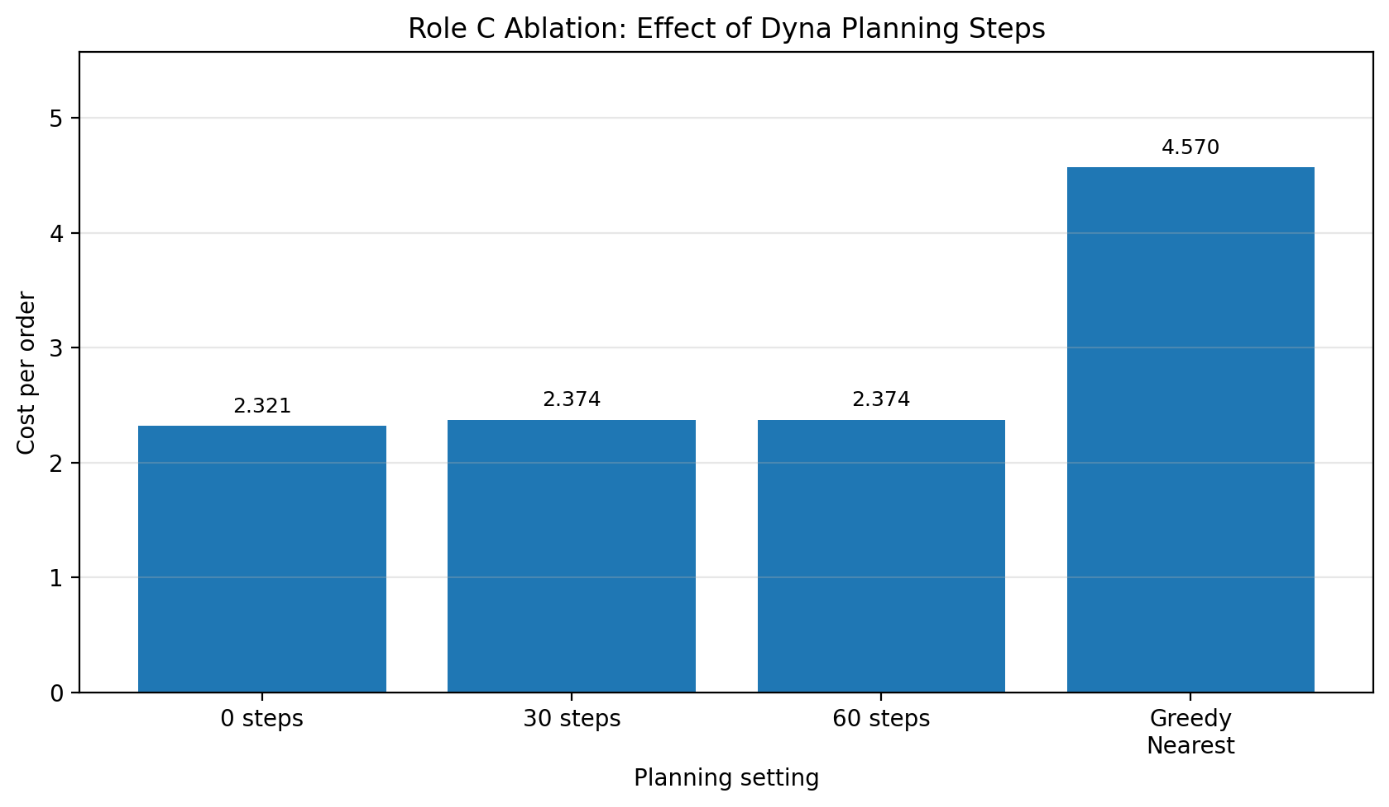 Role C Ablation: Effect of Dyna Planning Steps
Cost per order
5
4
3
2
1
0
2.321
2.374
2.374
4.570
0 steps
30 steps
60 steps
Greedy
Nearest
Planning setting